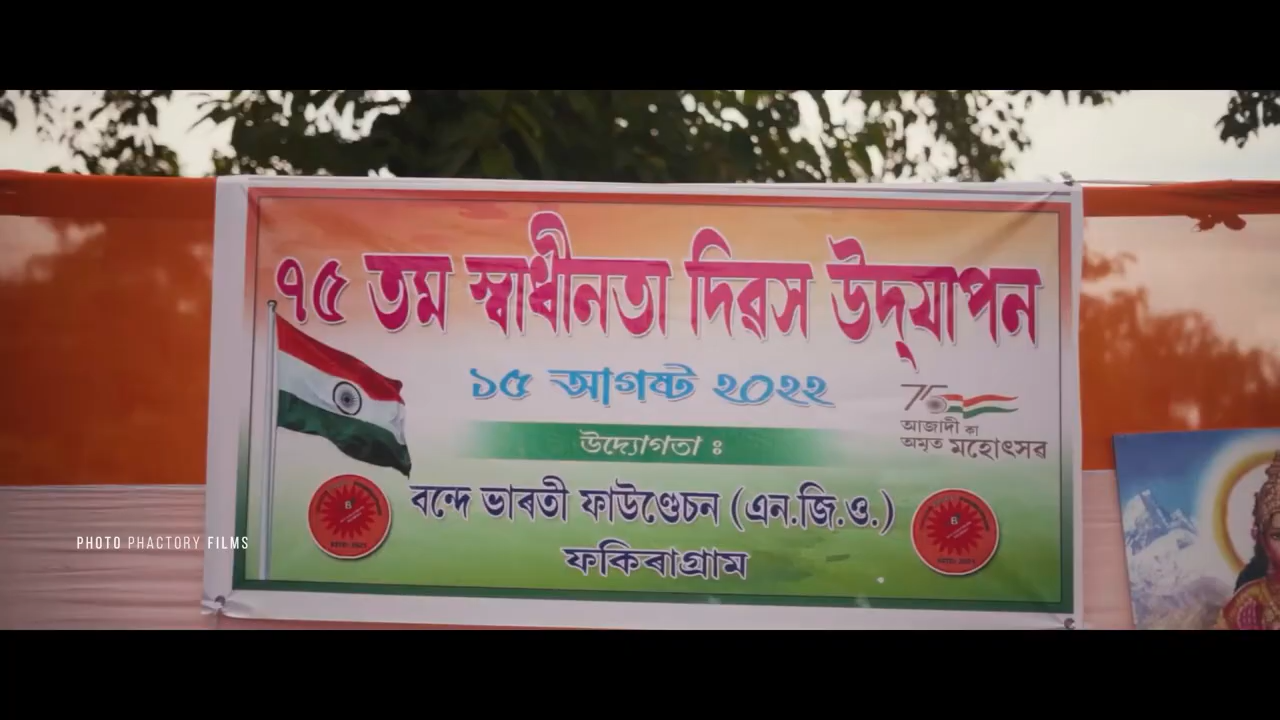 ৭৫ তম স্বাধীনতা দিৱস উদ্‌যাপন
১৫ আগষ্ট ২০২২
75
আজাদী কা
অমৃত মহোৎসৱ
উদ্যোগতা ঃ
বন্দে ভাৰতী ফাউণ্ডেচন (এন.জি.ও.)
ফকিৰাগ্ৰাম
B
B
PHOTO PHACTORY FILMS